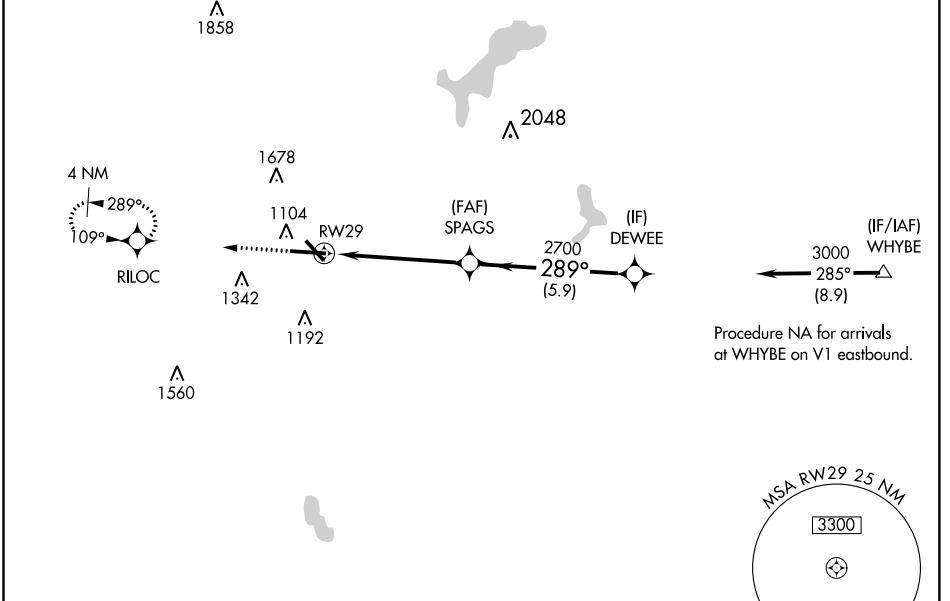 1858
2048
1678
4 NM
289°
109°
RILOC
1104
RW29
1342
1192
1560
(FAF)
SPAGS
2700
289°
(5.9)
(IF)
DEWEE
(IF/IAF)
WHYBE
3000
285°
(8.9)
Procedure NA for arrivals
at WHYBE on V1 eastbound.
MSA RW29 25 NM
3300